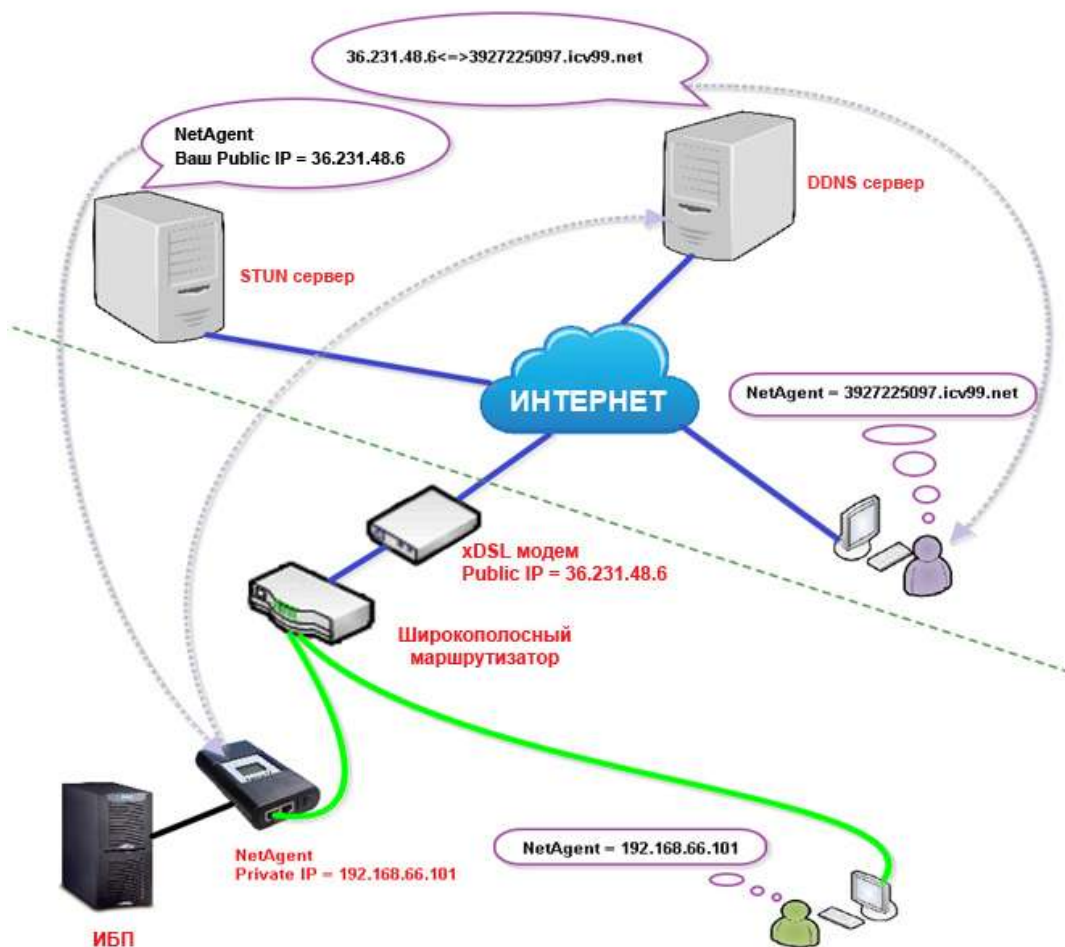 36.231.48.6<=>3927225097.icv99.net
NetAgent
Ваш Public IP = 36.231.48.6
DDNS сервер
STUN сервер
ИНТЕРНЕТ
NetAgent = 3927225097.icv99.net
xDSL модем
Public IP = 36.231.48.6
Широкополосный
маршрутизатор
NetAgent = 192.168.66.101
NetAgent
Private IP = 192.168.66.101
ИБП